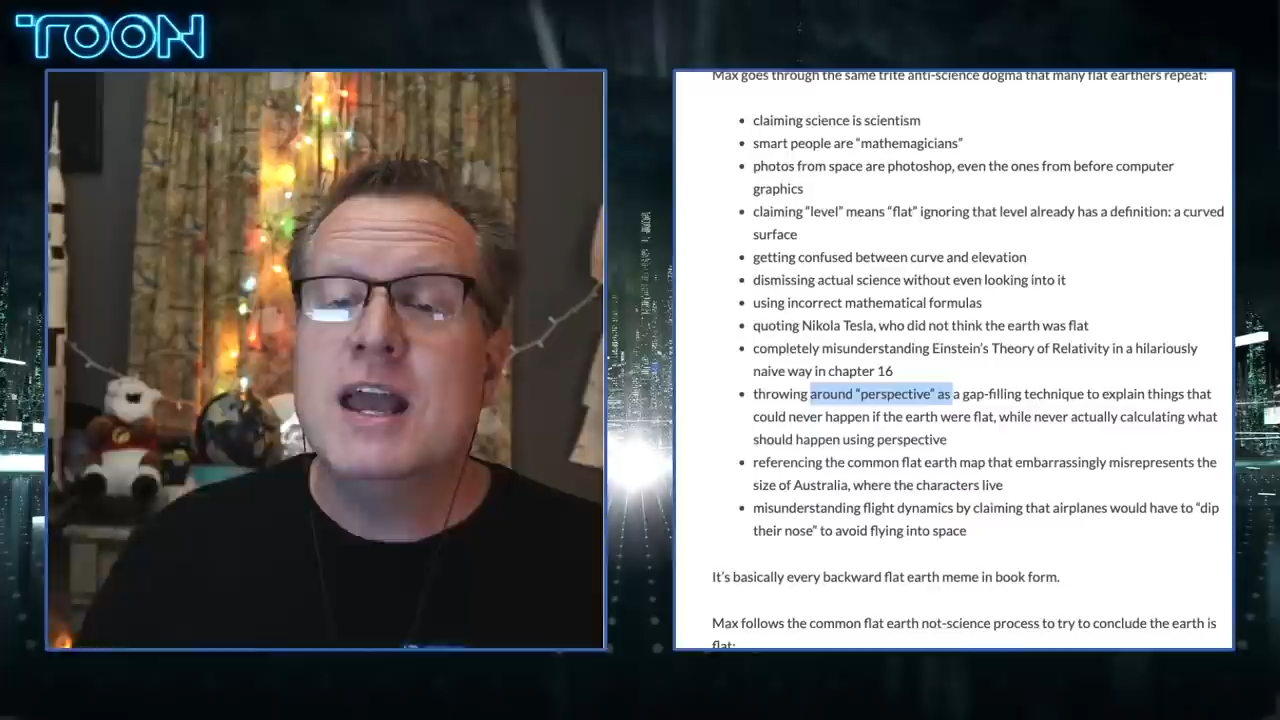 TOON
Max goes through the same trite anti-science dogma that many flat earthers repeat:
• claiming science is scientism
• smart people are “mathemagicians”
• photos from space are photoshop, even the ones from before computer
graphics
• claiming “level” means “flat” ignoring that level already has a definition: a curved
surface
• getting confused between curve and elevation
• dismissing actual science without even looking into it
• using incorrect mathematical formulas
• quoting Nikola Tesla, who did not think the earth was flat
• completely misunderstanding Einstein’s Theory of Relativity in a hilariously
naive way in chapter 16
• throwing around “perspective” as a gap-filling technique to explain things that
could never happen if the earth were flat, while never actually calculating what
should happen using perspective
• referencing the common flat earth map that embarrassingly misrepresents the
size of Australia, where the characters live
• misunderstanding flight dynamics by claiming that airplanes would have to “dip
their nose” to avoid flying into space
It’s basically every backward flat earth meme in book form.
Max follows the common flat earth not-science process to try to conclude the earth is
flat: